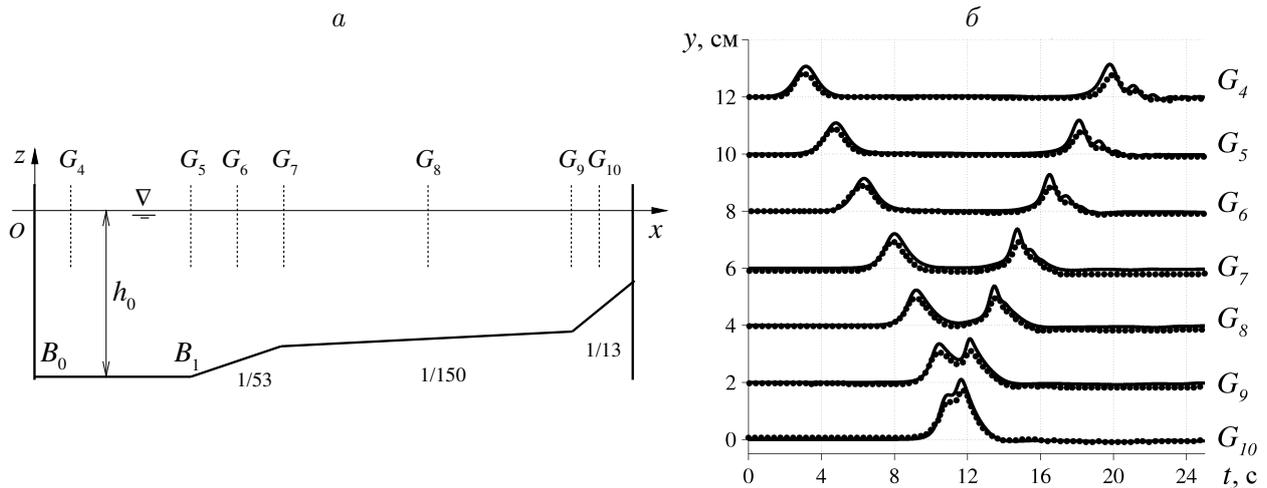 а
б
z
G₄ G₅ G₆ G₇ G₈ G₉ G₁₀
∇
O
x
h₀
B₀ B₁
1/53
1/150
1/13
y, см
12
10
8
6
4
2
0
G₄
G₅
G₆
G₇
G₈
G₉
G₁₀
0 4 8 12 16 20 24 t, с